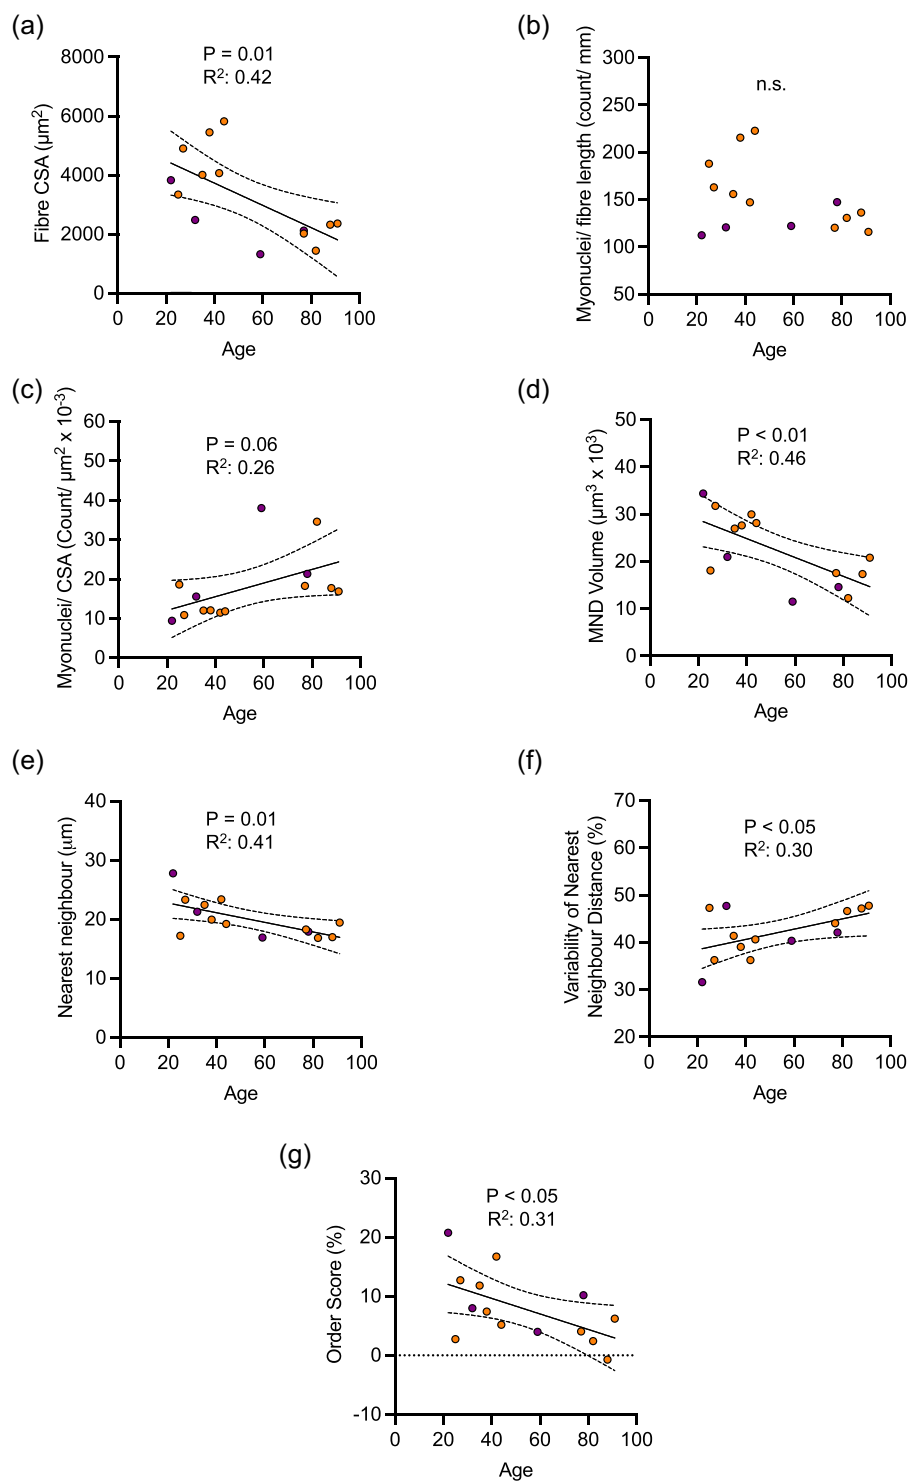 (a)
P = 0.01
R²: 0.42
Fibre CSA (μm²)
8000
6000
4000
2000
0
0 20 40 60 80 100
Age
(b)
n.s.
Myonuclei/ fibre length (count/ mm)
300
250
200
150
100
50
0 20 40 60 80 100
Age
(c)
P = 0.06
R²: 0.26
Myonuclei/ CSA (Count/ μm² x 10⁻³)
60
50
40
30
20
10
0
0 20 40 60 80 100
Age
(d)
P < 0.01
R²: 0.46
MND Volume (μm³ x 10³)
50
40
30
20
10
0
0 20 40 60 80 100
Age
(e)
P = 0.01
R²: 0.41
Nearest neighbour (μm)
40
30
20
10
0
0 20 40 60 80 100
Age
(f)
P < 0.05
R²: 0.30
Variability of Nearest
Neighbour Distance (%)
70
60
50
40
30
20
0 20 40 60 80 100
Age
(g)
P < 0.05
R²: 0.31
Order Score (%)
30
20
10
0
-10
0 20 40 60 80 100
Age